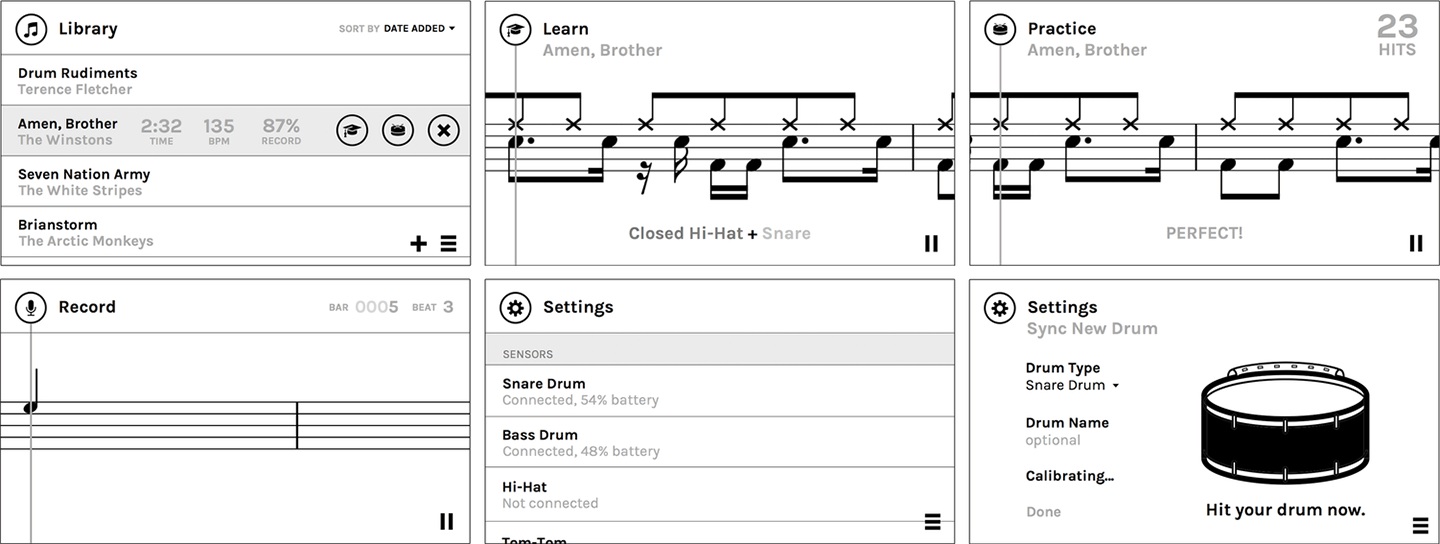 Library
SORT BY DATE ADDED
Drum Rudiments
Terence Fletcher
Amen, Brother
The Winstons
2:32
TIME
135
BPM
87%
RECORD
Seven Nation Army
The White Stripes
Brianstorm
The Arctic Monkeys
Learn
Amen, Brother
Closed Hi-Hat + Snare
Practice
Amen, Brother
23
HITS
PERFECT!
Record
BAR 0005 BEAT 3
Settings
SENSORS
Snare Drum
Connected, 54% battery
Bass Drum
Connected, 48% battery
Hi-Hat
Not connected
Tom-Tom
Settings
Sync New Drum
Drum Type
Snare Drum
Drum Name
optional
Calibrating...
Done
Hit your drum now.